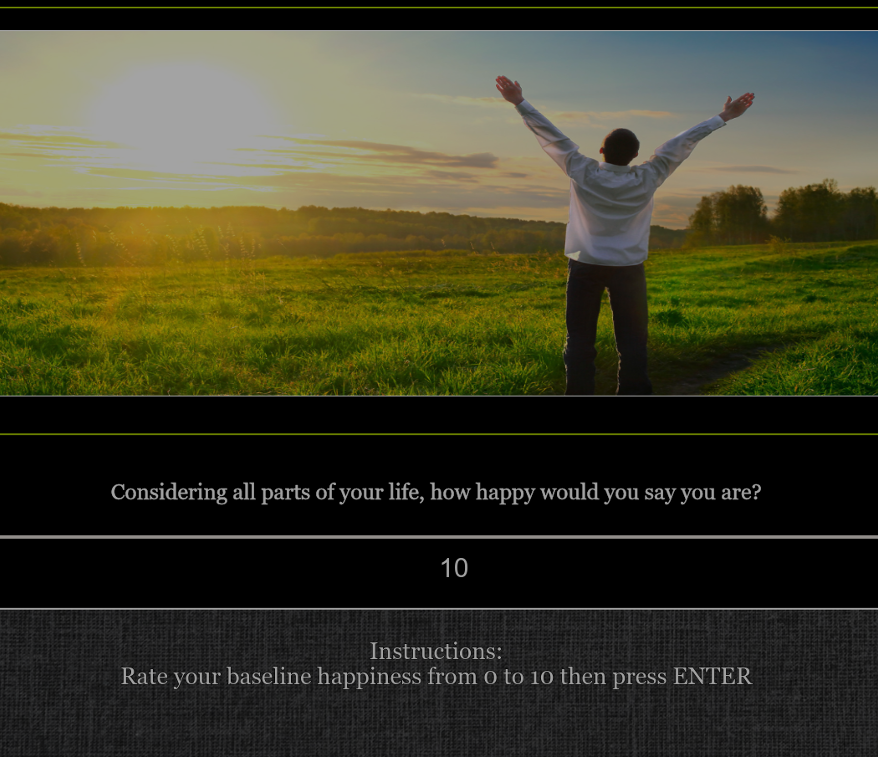 Considering all parts of your life, how happy would you say you are?
10
Instructions:
Rate your baseline happiness from 0 to 10 then press ENTER